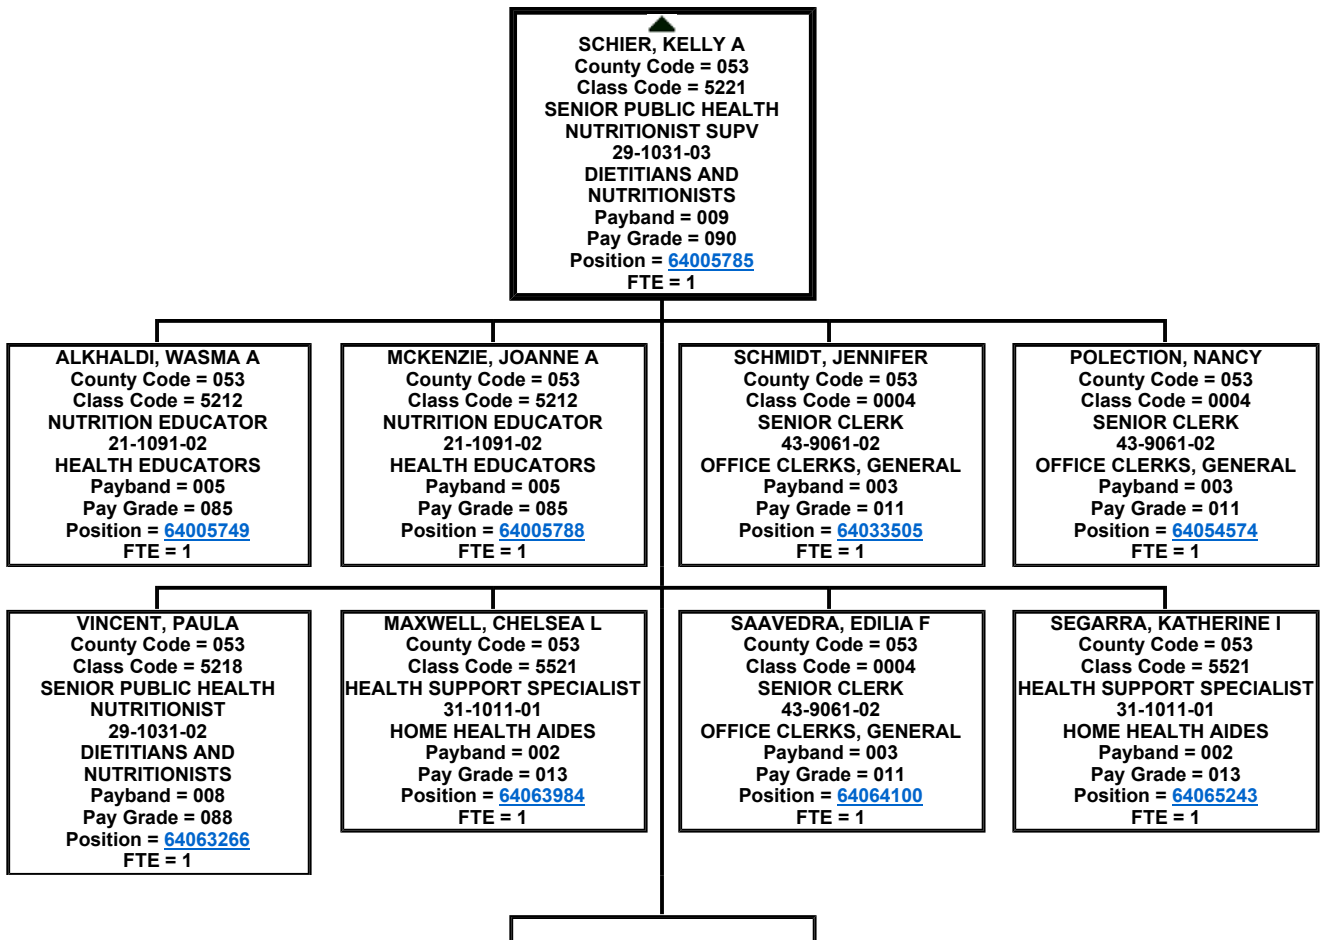 SCHIER, KELLY A
County Code = 053
Class Code = 5221
SENIOR PUBLIC HEALTH
NUTRITIONIST SUPV
29-1031-03
DIETITIANS AND
NUTRITIONISTS
Payband = 009
Pay Grade = 090
Position = 64005785
FTE = 1
ALKHALDI, WASMA A
County Code = 053
Class Code = 5212
NUTRITION EDUCATOR
21-1091-02
HEALTH EDUCATORS
Payband = 005
Pay Grade = 085
Position = 64005749
FTE = 1
MCKENZIE, JOANNE A
County Code = 053
Class Code = 5212
NUTRITION EDUCATOR
21-1091-02
HEALTH EDUCATORS
Payband = 005
Pay Grade = 085
Position = 64005788
FTE = 1
SCHMIDT, JENNIFER
County Code = 053
Class Code = 0004
SENIOR CLERK
43-9061-02
OFFICE CLERKS, GENERAL
Payband = 003
Pay Grade = 011
Position = 64033505
FTE = 1
POLECTION, NANCY
County Code = 053
Class Code = 0004
SENIOR CLERK
43-9061-02
OFFICE CLERKS, GENERAL
Payband = 003
Pay Grade = 011
Position = 64054574
FTE = 1
VINCENT, PAULA
County Code = 053
Class Code = 5218
SENIOR PUBLIC HEALTH
NUTRITIONIST
29-1031-02
DIETITIANS AND
NUTRITIONISTS
Payband = 008
Pay Grade = 088
Position = 64063266
FTE = 1
MAXWELL, CHELSEA L
County Code = 053
Class Code = 5521
HEALTH SUPPORT SPECIALIST
31-1011-01
HOME HEALTH AIDES
Payband = 002
Pay Grade = 013
Position = 64063984
FTE = 1
SAAVEDRA, EDILIA F
County Code = 053
Class Code = 0004
SENIOR CLERK
43-9061-02
OFFICE CLERKS, GENERAL
Payband = 003
Pay Grade = 011
Position = 64064100
FTE = 1
SEGARRA, KATHERINE I
County Code = 053
Class Code = 5521
HEALTH SUPPORT SPECIALIST
31-1011-01
HOME HEALTH AIDES
Payband = 002
Pay Grade = 013
Position = 64065243
FTE = 1